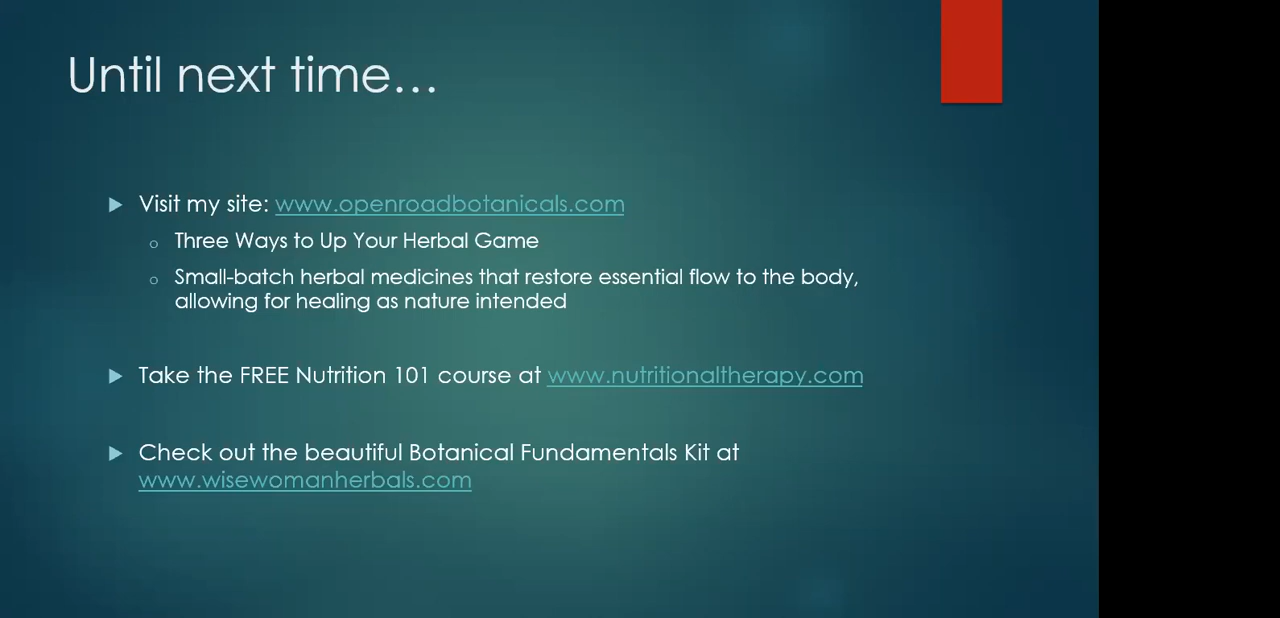 Until next time…
Visit my site: www.openroadbotanicals.com
Three Ways to Up Your Herbal Game
Small-batch herbal medicines that restore essential flow to the body,
allowing for healing as nature intended
Take the FREE Nutrition 101 course at www.nutritionaltherapy.com
Check out the beautiful Botanical Fundamentals Kit at
www.wisewomanherbals.com